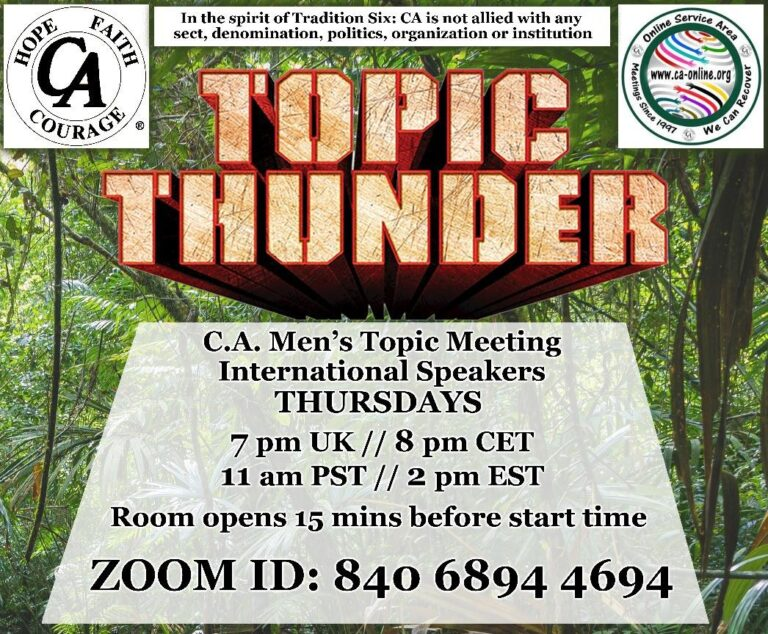 In the spirit of Tradition Six: CA is not allied with any
sect, denomination, politics, organization or institution
HOPE FAITH
CA
COURAGE ®
Online Service Area
www.ca-online.org
Meetings Since 1997
We Can Recover
TOPIC
THUNDER
C.A. Men's Topic Meeting
International Speakers
THURSDAYS
7 pm UK // 8 pm CET
11 am PST // 2 pm EST
Room opens 15 mins before start time
ZOOM ID: 840 6894 4694